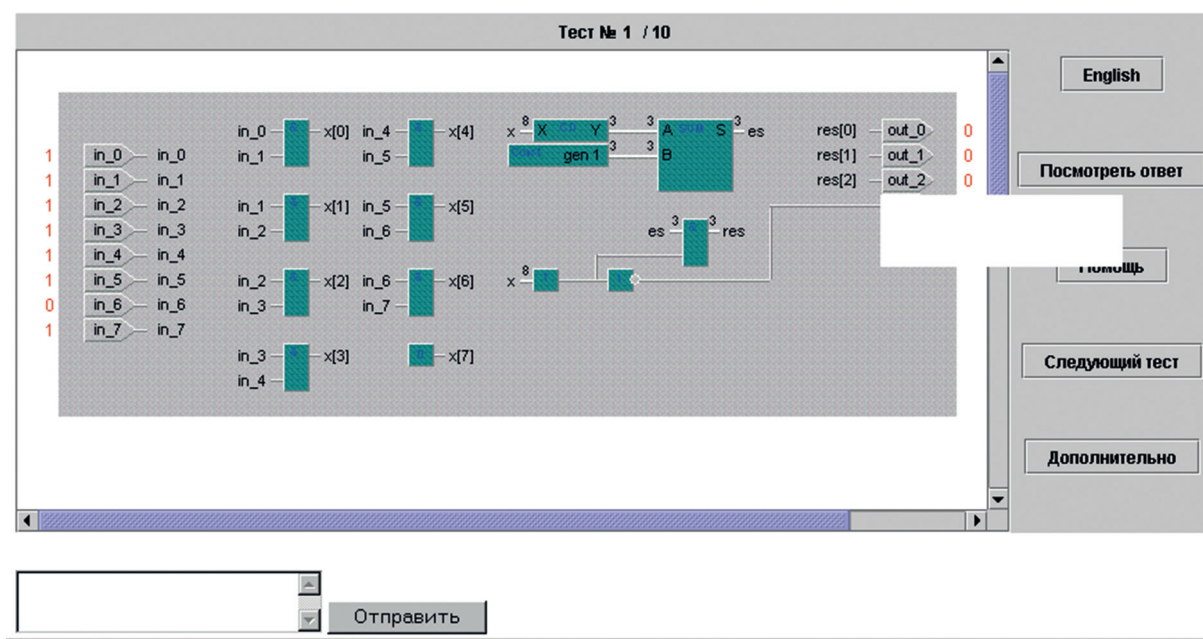 Тест № 1 / 10
English
Посмотреть ответ
Помощь
Следующий тест
Дополнительно
1 in_0 in_0
1 in_1 in_1
1 in_2 in_2
1 in_3 in_3
1 in_4 in_4
1 in_5 in_5
0 in_6 in_6
1 in_7 in_7
in_0 & x[0]
in_1
in_1 & x[1]
in_2
in_2 & x[2]
in_3
in_3 & x[3]
in_4
in_4 & x[4]
in_5
in_5 & x[5]
in_6
in_6 & x[6]
in_7
0 x[7]
x 8 X CD Y 3 3 A SUM S 3 es
gen 1 3 3 B
es 3 & 3 res
x 8
res[0] out_0 0
res[1] out_1 0
res[2] out_2 0
Отправить